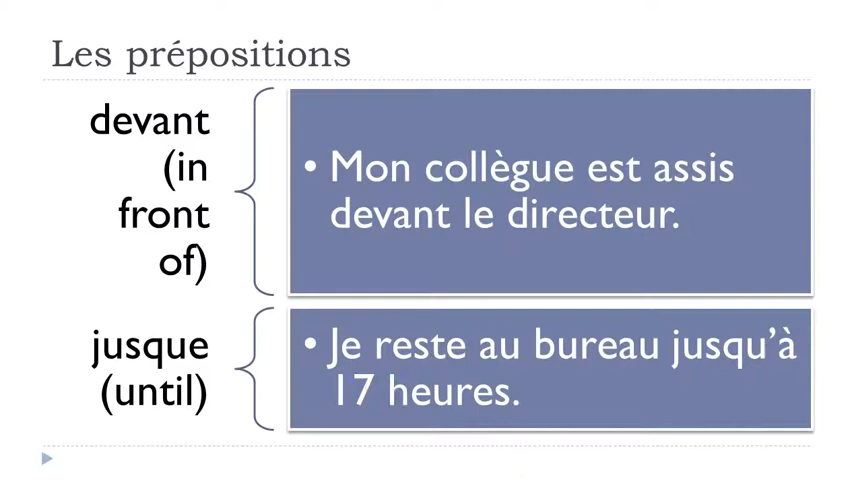 Les prépositions
devant
(in
front
of)
• Mon collègue est assis
devant le directeur.
jusque
(until)
• Je reste au bureau jusqu’à
17 heures.